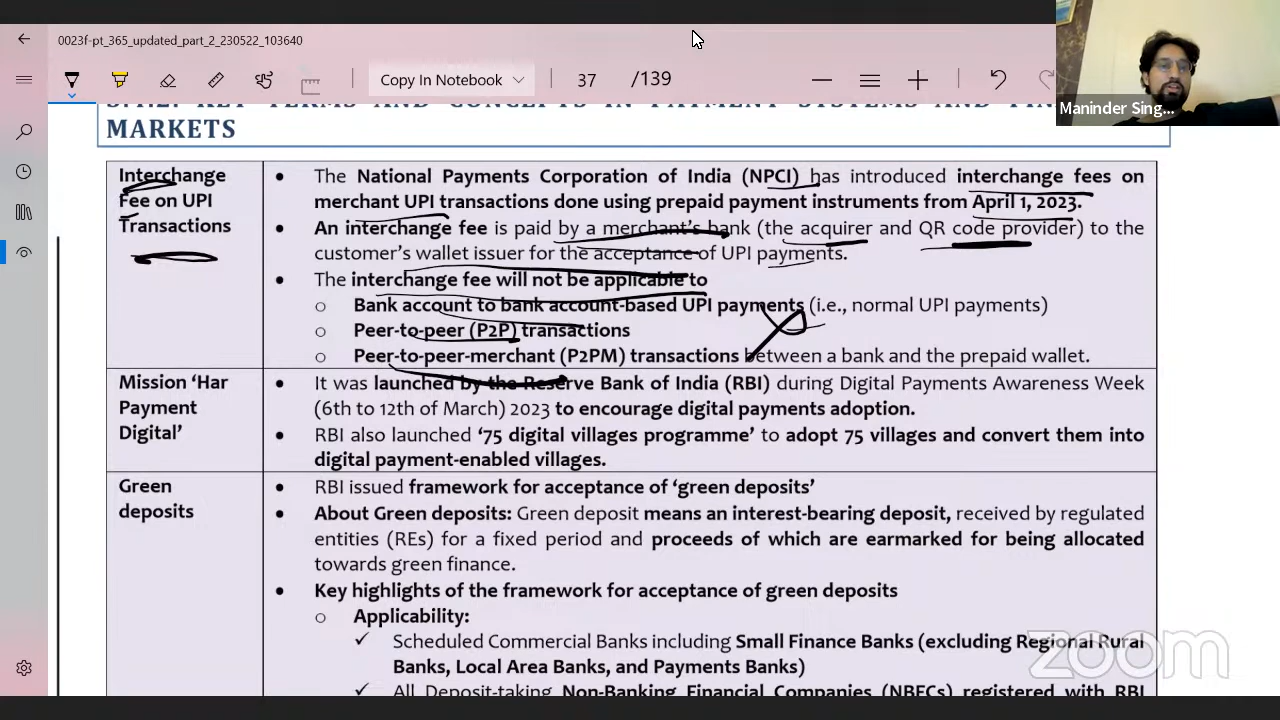 0023f-pt_365_updated_part_2_230522_103640
Copy In Notebook
37 /139
Maninder Sing...
MARKETS
Interchange Fee on UPI Transactions
• The National Payments Corporation of India (NPCI) has introduced interchange fees on
merchant UPI transactions done using prepaid payment instruments from April 1, 2023.
• An interchange fee is paid by a merchant's bank (the acquirer and QR code provider) to the
customer's wallet issuer for the acceptance of UPI payments.
• The interchange fee will not be applicable to
o Bank account to bank account-based UPI payments (i.e., normal UPI payments)
o Peer-to-peer (P2P) transactions
o Peer-to-peer-merchant (P2PM) transactions between a bank and the prepaid wallet.
Mission ‘Har Payment Digital’
• It was launched by the Reserve Bank of India (RBI) during Digital Payments Awareness Week
(6th to 12th of March) 2023 to encourage digital payments adoption.
• RBI also launched ‘75 digital villages programme’ to adopt 75 villages and convert them into
digital payment-enabled villages.
Green deposits
• RBI issued framework for acceptance of ‘green deposits’
• About Green deposits: Green deposit means an interest-bearing deposit, received by regulated
entities (REs) for a fixed period and proceeds of which are earmarked for being allocated
towards green finance.
• Key highlights of the framework for acceptance of green deposits
o Applicability:
✓ Scheduled Commercial Banks including Small Finance Banks (excluding Regional Rural
Banks, Local Area Banks, and Payments Banks)
✓ All Deposit-taking Non-Banking Financial Companies (NBFCs) registered with RBI
zoom